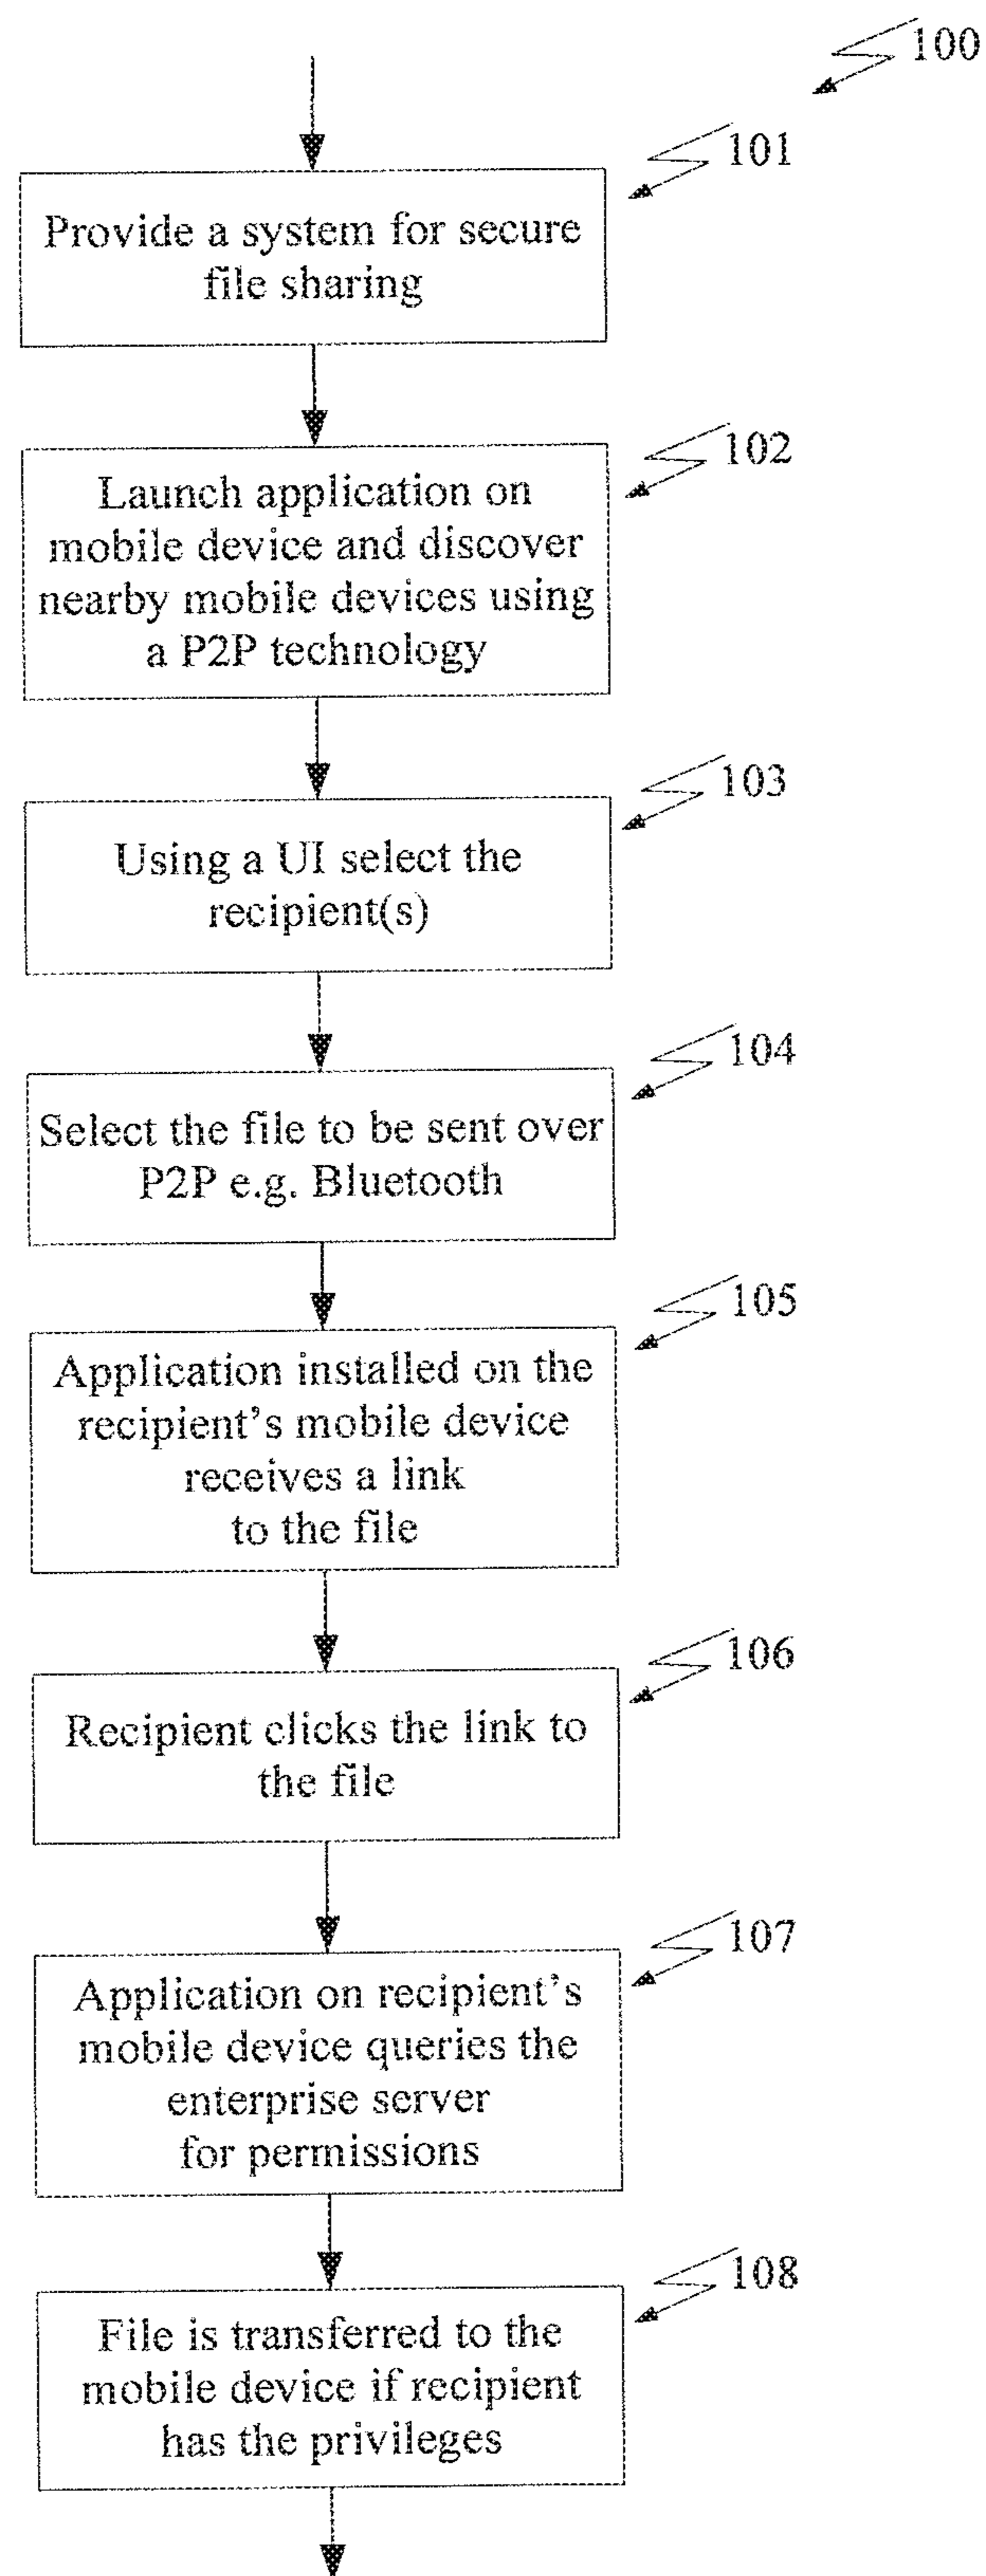 100
101
Provide a system for secure
file sharing
102
Launch application on
mobile device and discover
nearby mobile devices using
a P2P technology
103
Using a UI select the
recipient(s)
104
Select the file to be sent over
P2P e.g. Bluetooth
105
Application installed on the
recipient's mobile device
receives a link
to the file
106
Recipient clicks the link to
the file
107
Application on recipient's
mobile device queries the
enterprise server
for permissions
108
File is transferred to the
mobile device if recipient
has the privileges